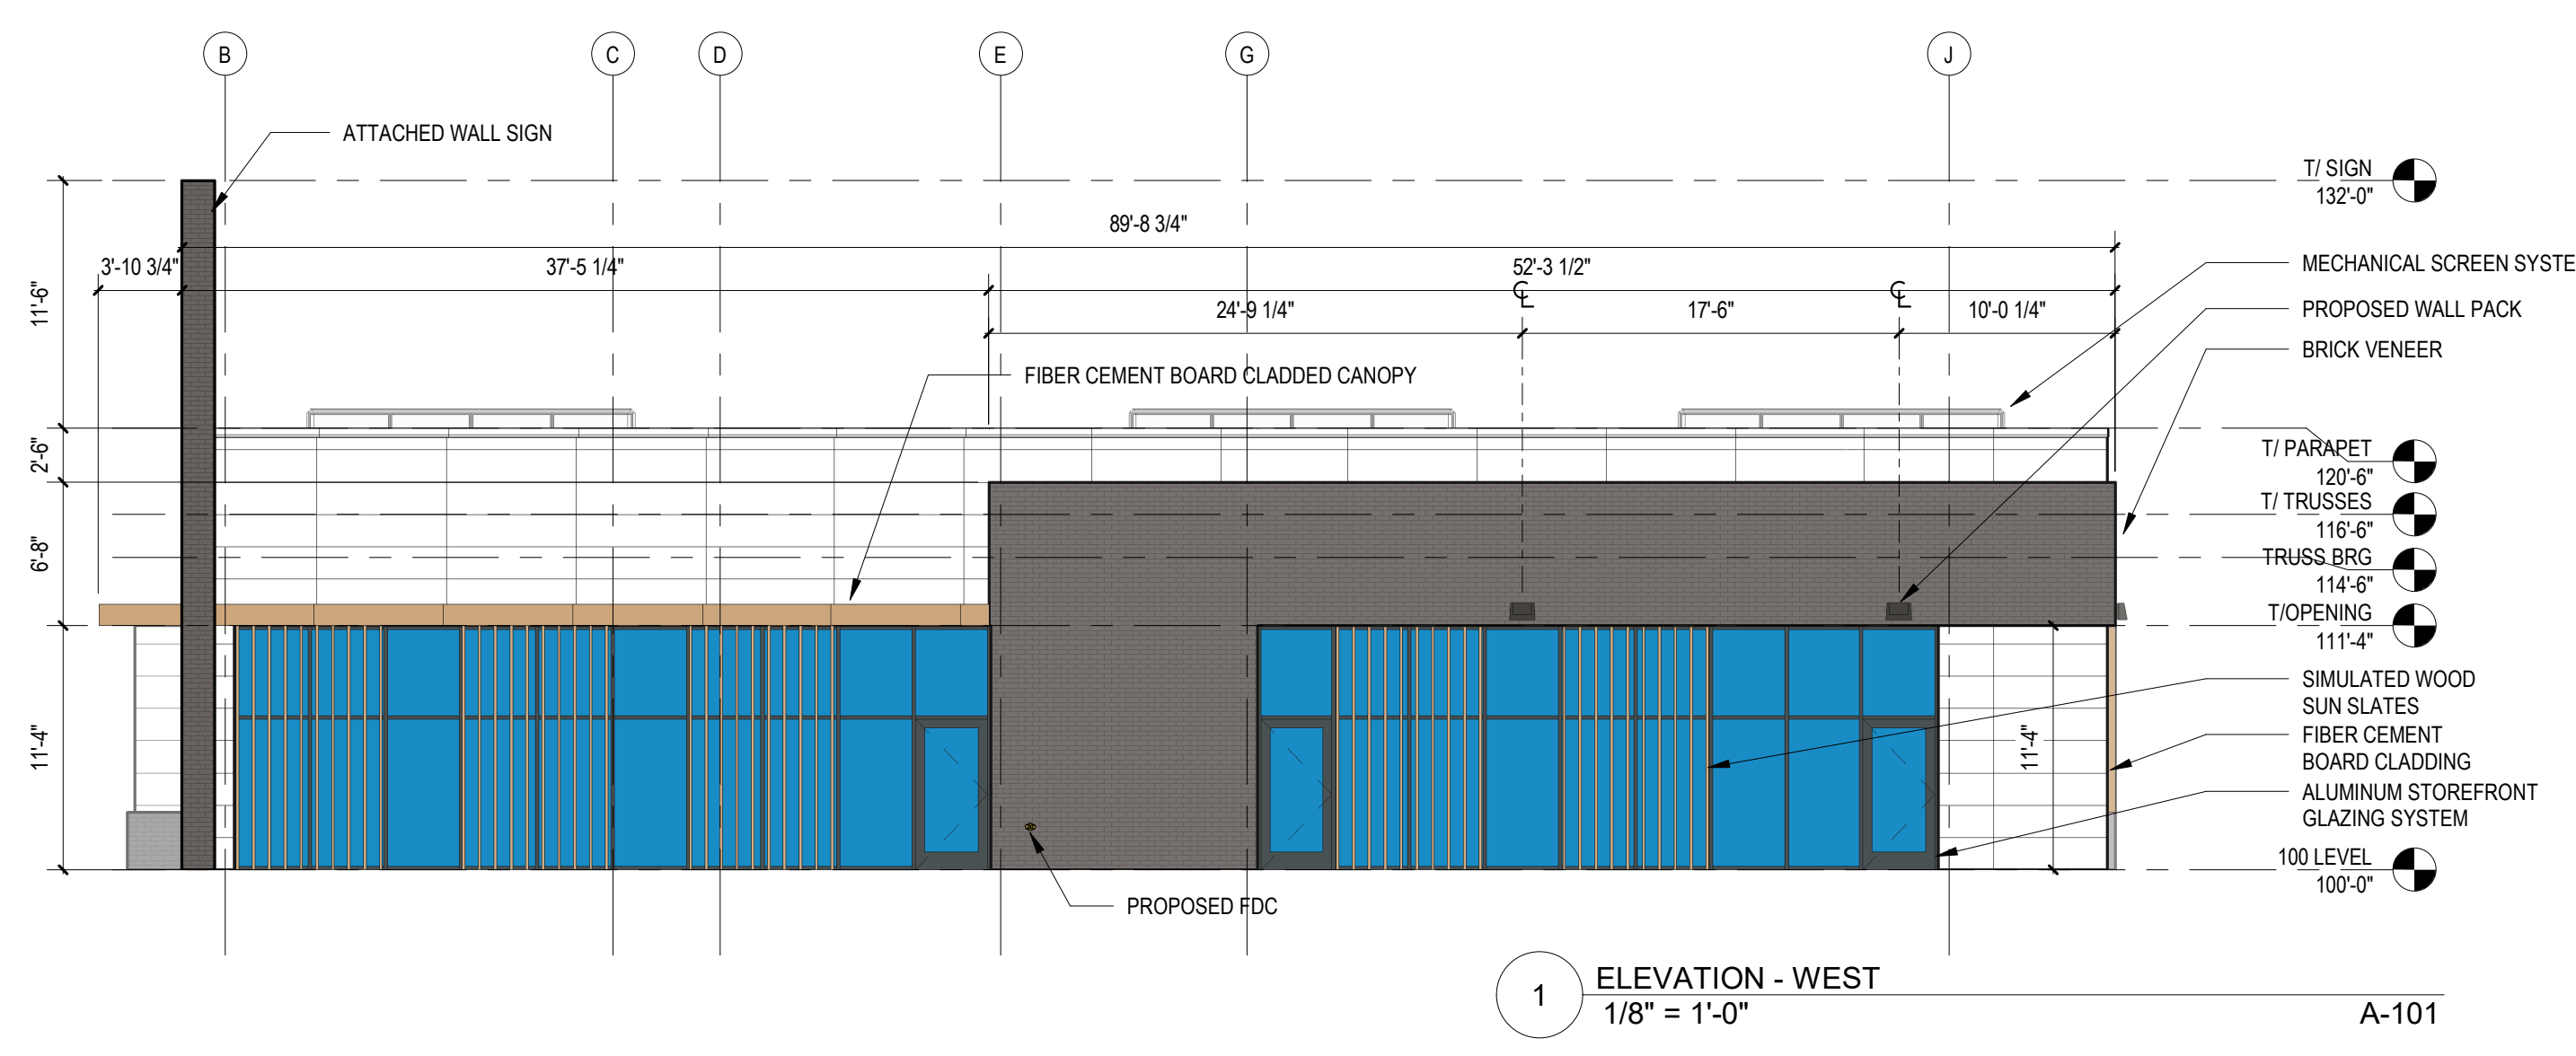 B
C
D
E
G
J
ATTACHED WALL SIGN
T/ SIGN
132'-0"
89'-8 3/4"
3'-10 3/4"
37'-5 1/4"
52'-3 1/2"
MECHANICAL SCREEN SYSTE
11'-6"
24'-9 1/4"
17'-6"
10'-0 1/4"
PROPOSED WALL PACK
BRICK VENEER
FIBER CEMENT BOARD CLADDED CANOPY
2'-6"
T/ PARAPET
120'-6"
T/ TRUSSES
116'-6"
6'-8"
TRUSS BRG
114'-6"
T/OPENING
111'-4"
SIMULATED WOOD
SUN SLATES
FIBER CEMENT
BOARD CLADDING
11'-4"
11'-4"
ALUMINUM STOREFRONT
GLAZING SYSTEM
100 LEVEL
100'-0"
PROPOSED FDC
1
ELEVATION - WEST
1/8" = 1'-0"
A-101